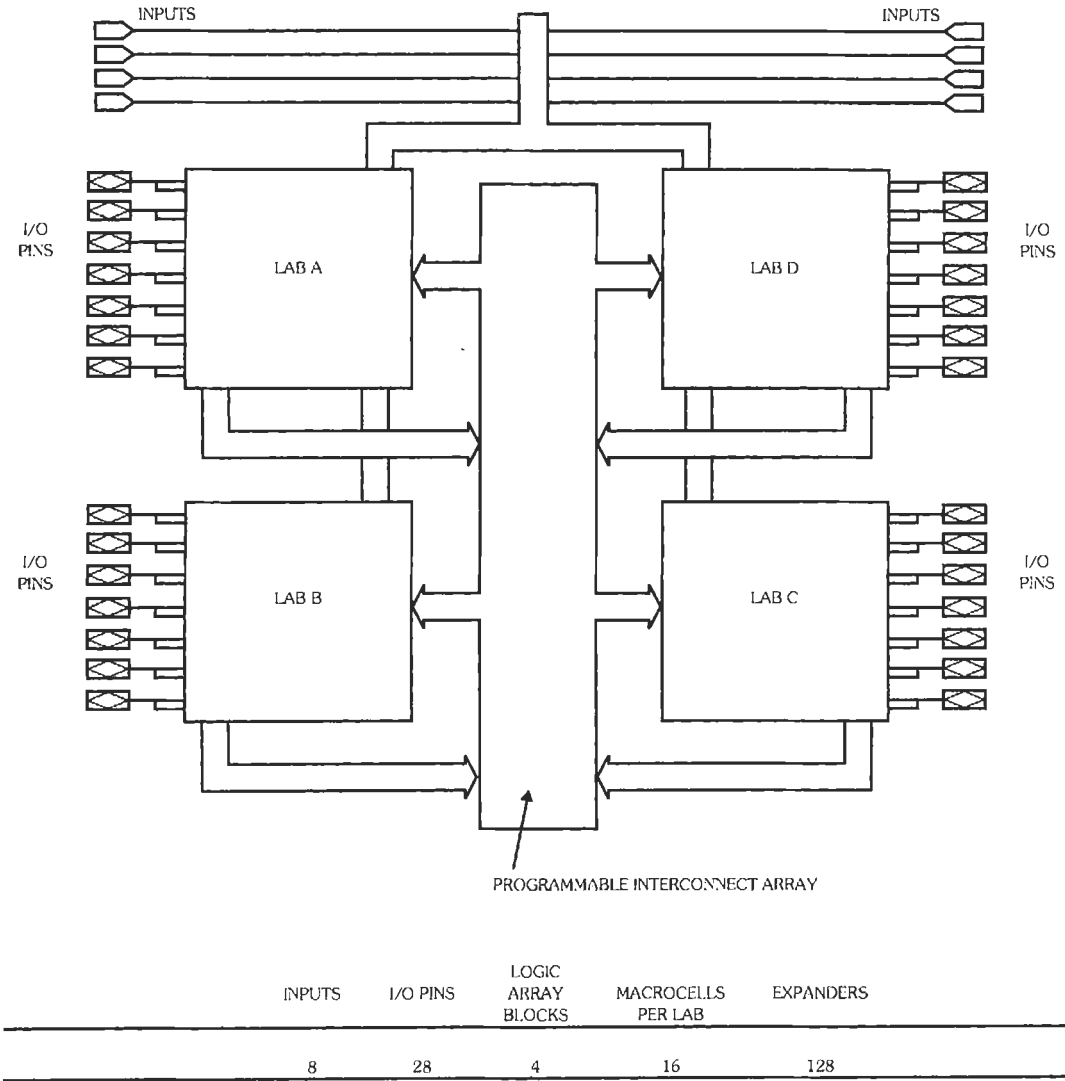 INPUTS
INPUTS
I/O
PINS
LAB A
LAB D
I/O
PINS
I/O
PINS
LAB B
LAB C
I/O
PINS
PROGRAMMABLE INTERCONNECT ARRAY
INPUTS I/O PINS LOGIC ARRAY BLOCKS MACROCELLS PER LAB EXPANDERS
8 28 4 16 128